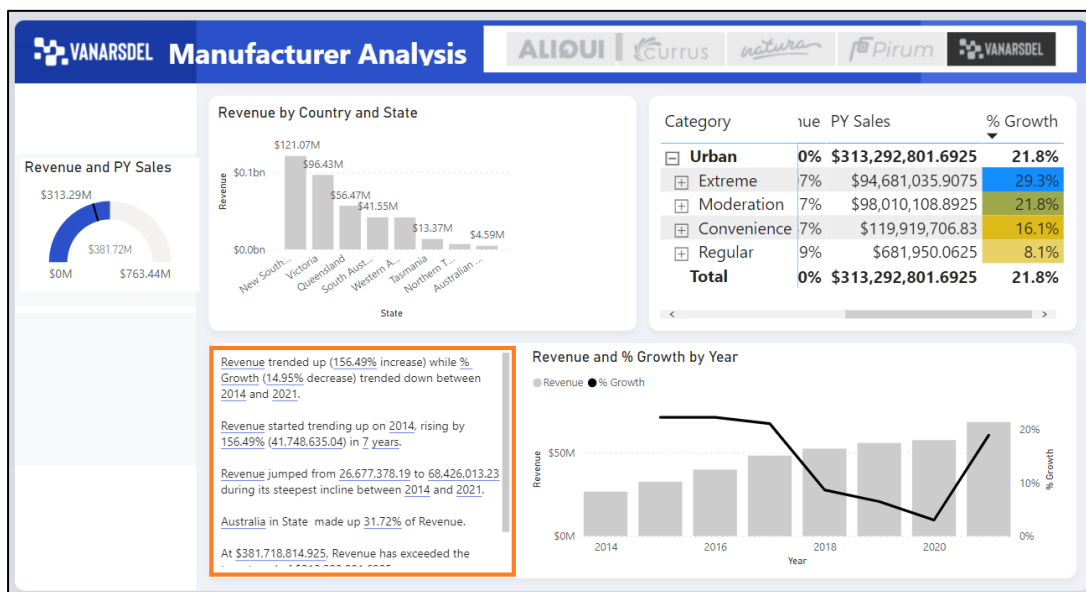 VANARSDEL Manufacturer Analysis
ALIQUI Currus natura Pirum VANARSDEL
Revenue and PY Sales
$313.29M
$381.72M
$0M $763.44M
Revenue by Country and State
$121.07M
$96.43M
$56.47M
$41.55M
$13.37M
$4.59M
Revenue
$0.1bn
$0.0bn
New South...
Victoria
Queensland
South Aust...
Western A...
Tasmania
Northern T...
Australian ...
State
Category ue PY Sales % Growth
Urban 0% $313,292,801.6925 21.8%
Extreme 7% $94,681,035.9075 29.3%
Moderation 7% $98,010,108.8925 21.8%
Convenience 7% $119,919,706.83 16.1%
Regular 9% $681,950.0625 8.1%
Total 0% $313,292,801.6925 21.8%
Revenue trended up (156.49% increase) while %
Growth (14.95% decrease) trended down between
2014 and 2021.
Revenue started trending up on 2014, rising by
156.49% (41,748,635.04) in 7 years.
Revenue jumped from 26,677,378.19 to 68,426,013.23
during its steepest incline between 2014 and 2021.
Australia in State made up 31.72% of Revenue.
At $381,718,814.925, Revenue has exceeded the
Revenue and % Growth by Year
Revenue % Growth
Revenue
$50M
$0M
2014 2016 2018 2020
Year
20%
10%
0%
% Growth